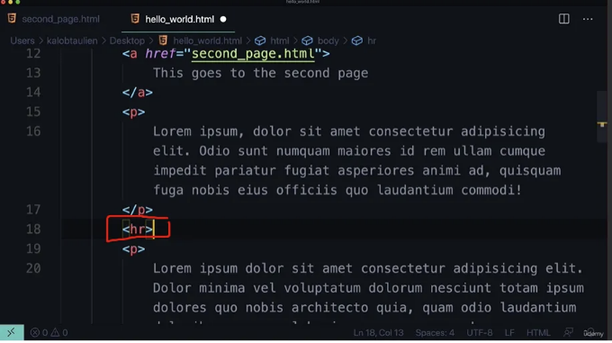 hello_world.html
second_page.html
hello_world.html
Users > kalobtaulien > Desktop > hello_world.html > html > body > hr
12 <a href="second_page.html">
13 This goes to the second page
14 </a>
15 <p>
16 Lorem ipsum, dolor sit amet consectetur adipisicing
elit. Odio sunt numquam maiores id rem ullam cumque
impedit pariatur fugiat asperiores animi ad, quisquam
fuga nobis eius officiis quo laudantium commodi!
17 </p>
18 <hr>
19 <p>
20 Lorem ipsum dolor sit amet consectetur adipisicing elit.
Dolor minima vel voluptatum dolorum nesciunt totam ipsum
dolores quo nobis architecto quia, quam odio laudantium
0 0 Ln 18, Col 13 Spaces: 4 UTF-8 LF HTML
Udemy